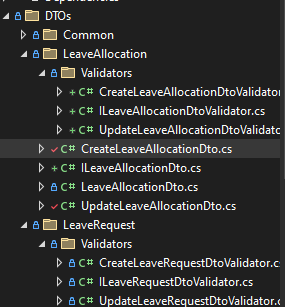 DTOs
Common
LeaveAllocation
Validators
+ C# CreateLeaveAllocationDtoValidator.
+ C# ILeaveAllocationDtoValidator.cs
+ C# UpdateLeaveAllocationDtoValidato
C# CreateLeaveAllocationDto.cs
+ C# ILeaveAllocationDto.cs
C# LeaveAllocationDto.cs
C# UpdateLeaveAllocationDto.cs
LeaveRequest
Validators
C# CreateLeaveRequestDtoValidator.c
C# ILeaveRequestDtoValidator.cs
C# UpdateLeaveRequestDtoValidator.